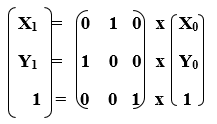 X₁ = 0 1 0 x X₀
Y₁ = 1 0 0 x Y₀
1 = 0 0 1 x 1